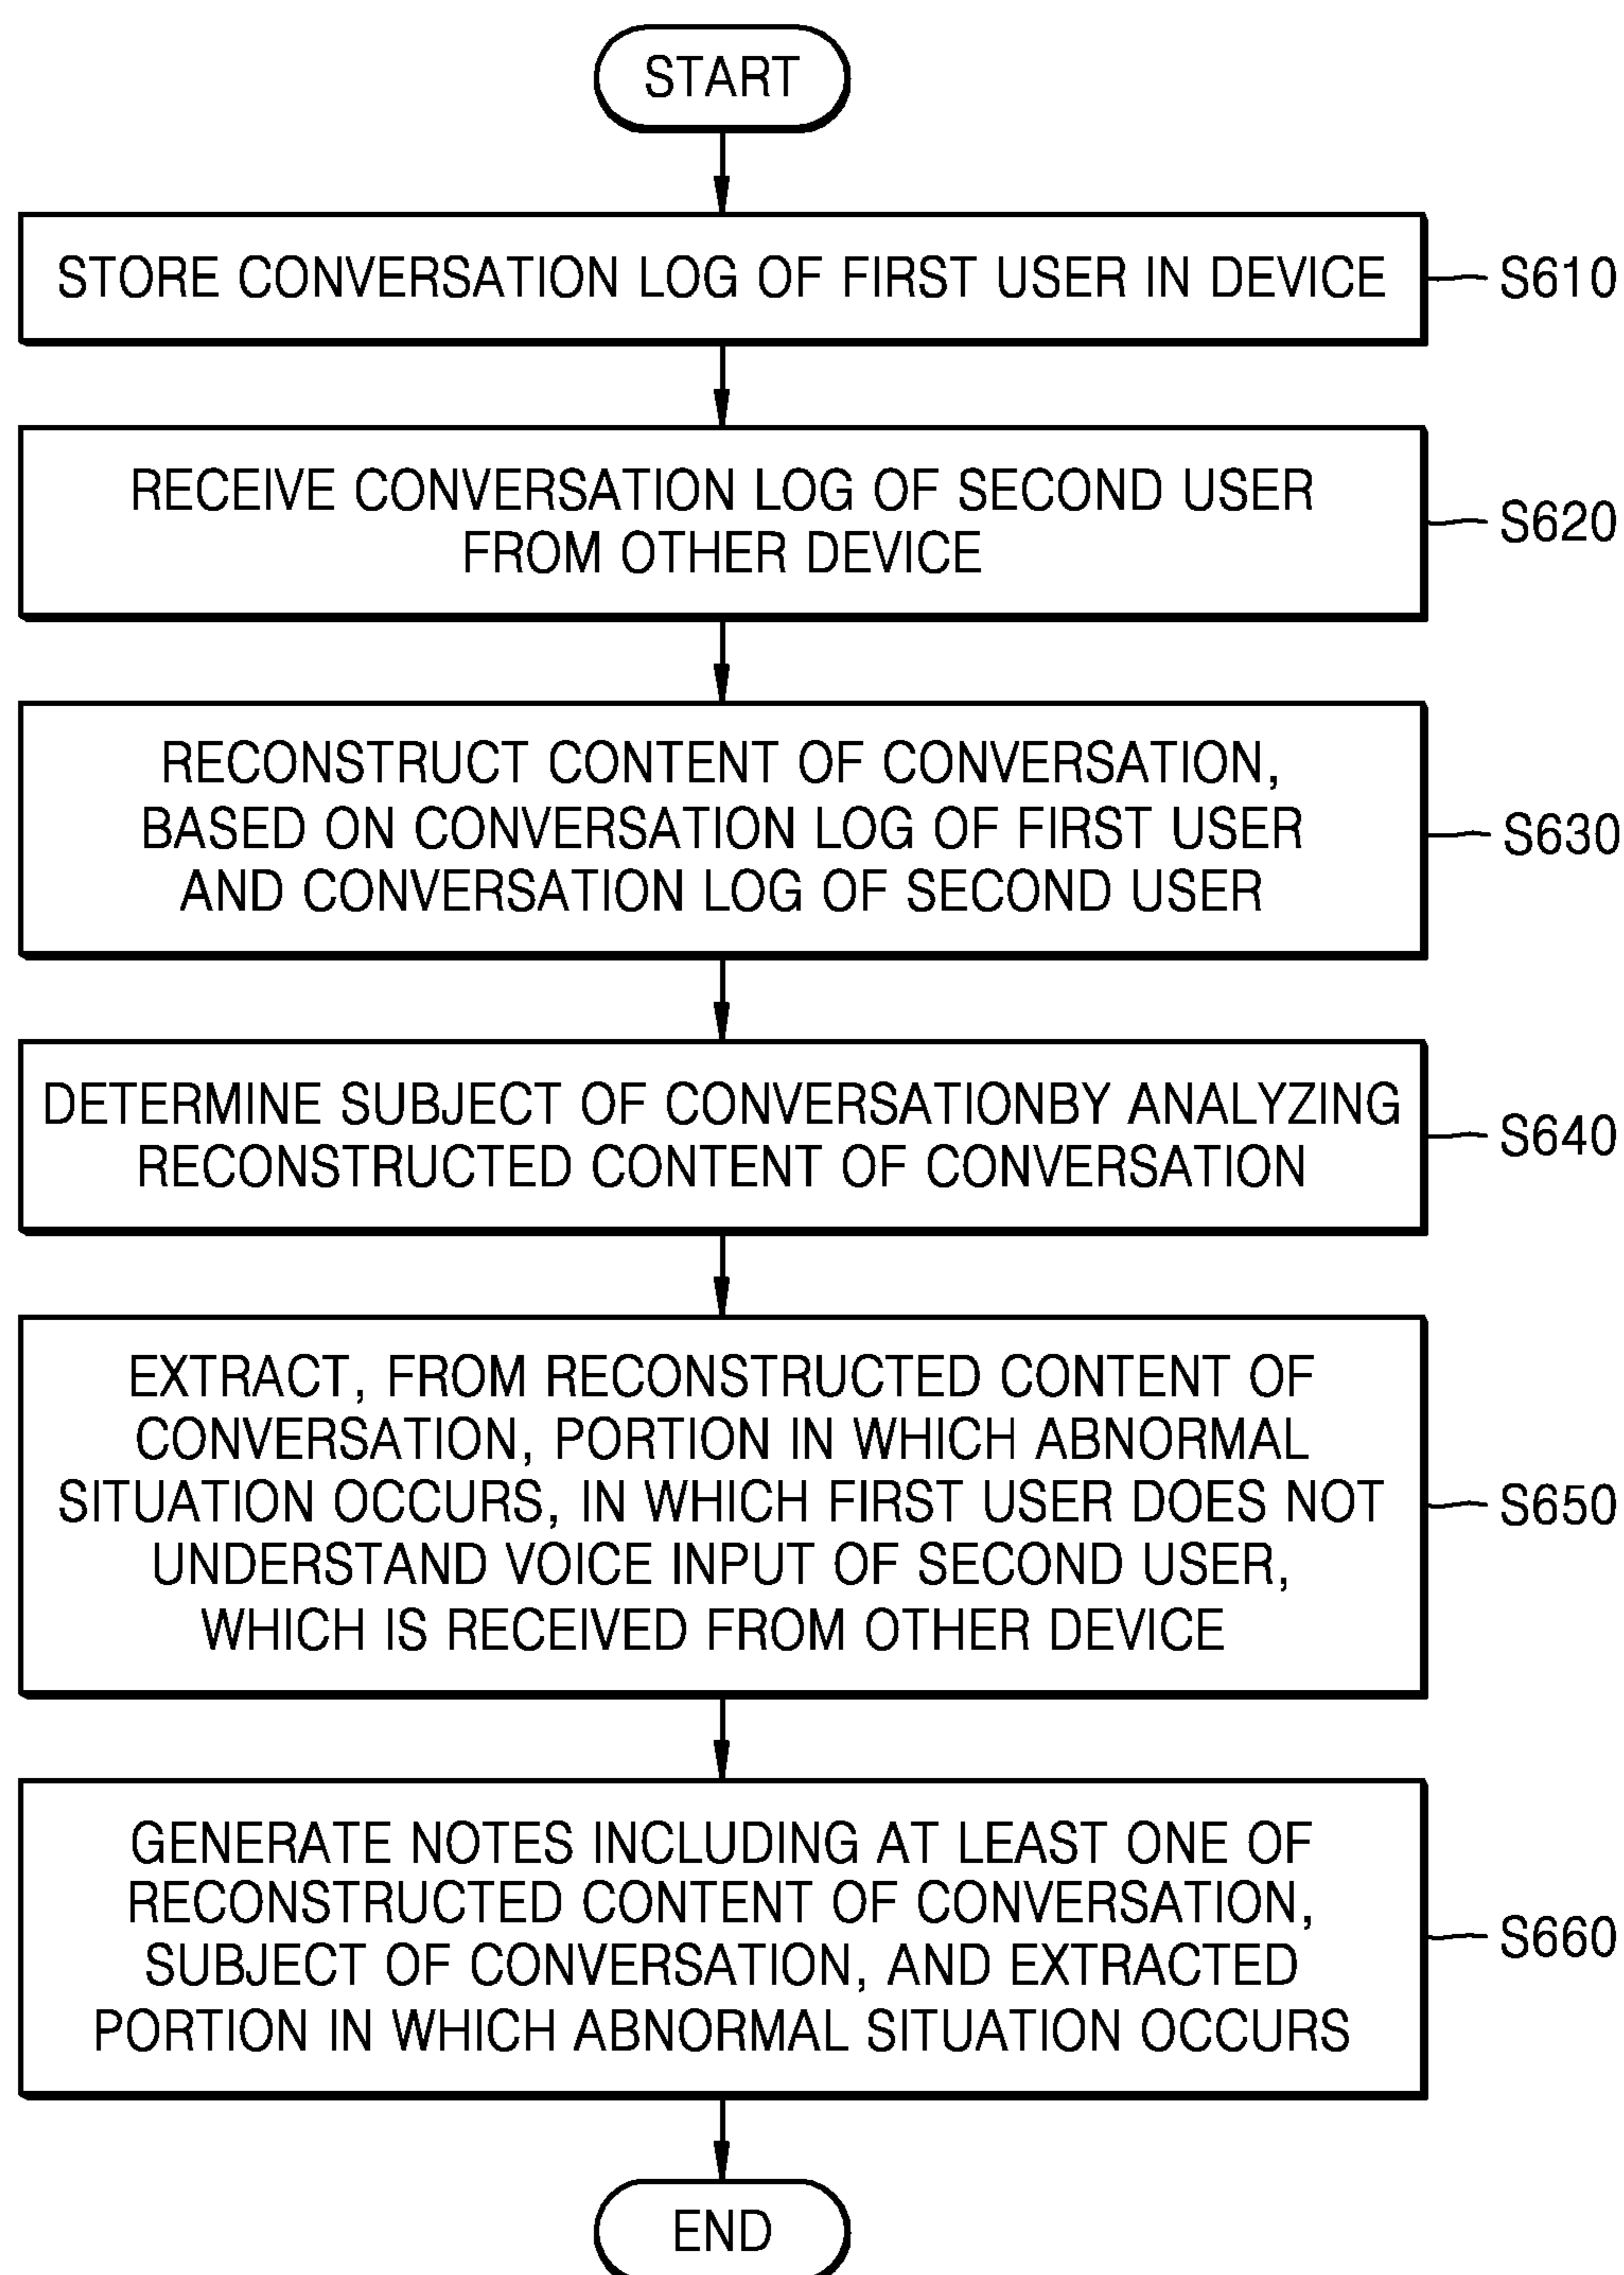 START
STORE CONVERSATION LOG OF FIRST USER IN DEVICE
S610
RECEIVE CONVERSATION LOG OF SECOND USER
FROM OTHER DEVICE
S620
RECONSTRUCT CONTENT OF CONVERSATION,
BASED ON CONVERSATION LOG OF FIRST USER
AND CONVERSATION LOG OF SECOND USER
S630
DETERMINE SUBJECT OF CONVERSATIONBY ANALYZING
RECONSTRUCTED CONTENT OF CONVERSATION
S640
EXTRACT, FROM RECONSTRUCTED CONTENT OF
CONVERSATION, PORTION IN WHICH ABNORMAL
SITUATION OCCURS, IN WHICH FIRST USER DOES NOT
UNDERSTAND VOICE INPUT OF SECOND USER,
WHICH IS RECEIVED FROM OTHER DEVICE
S650
GENERATE NOTES INCLUDING AT LEAST ONE OF
RECONSTRUCTED CONTENT OF CONVERSATION,
SUBJECT OF CONVERSATION, AND EXTRACTED
PORTION IN WHICH ABNORMAL SITUATION OCCURS
S660
END